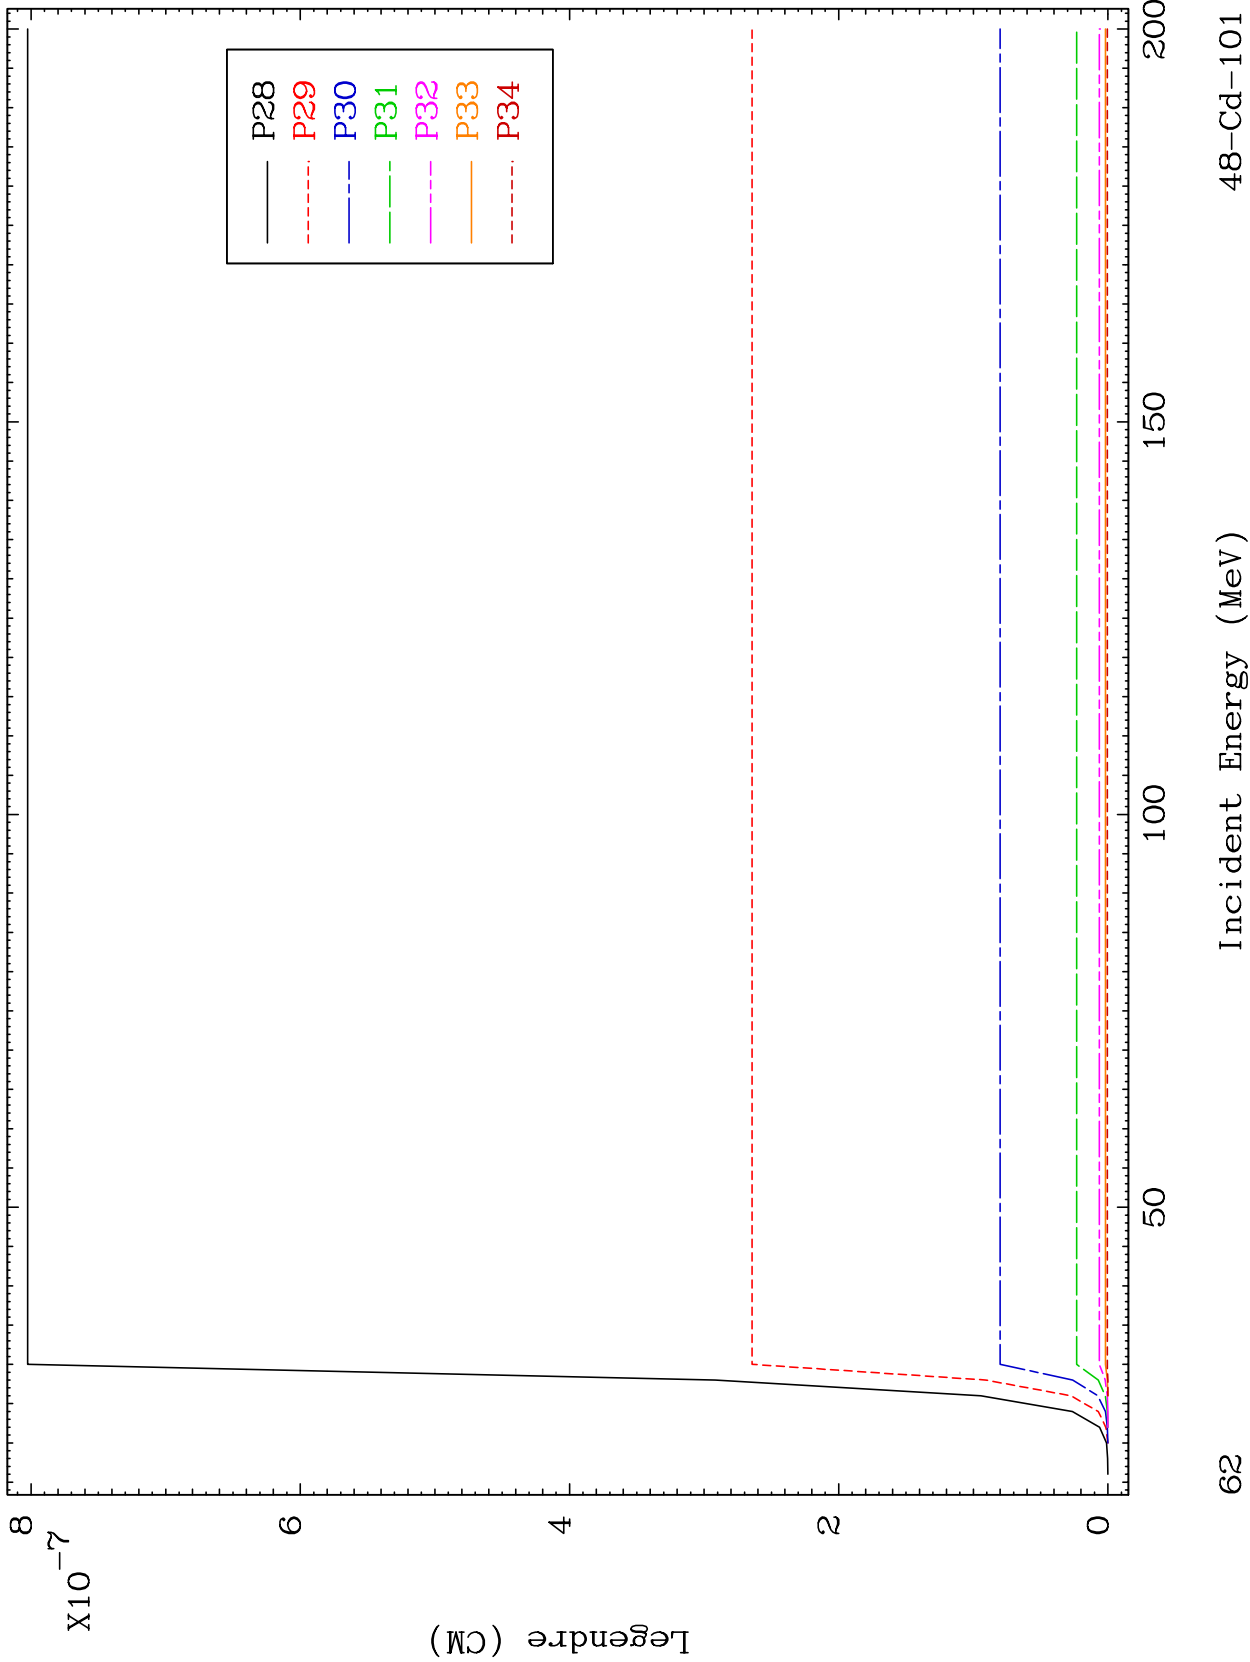 8
6
4
2
0
X10
-7
Legendre (CM)
P28
P29
P30
P31
P32
P33
P34
50
100
150
200
Incident Energy (MeV)
62
48-Cd-101